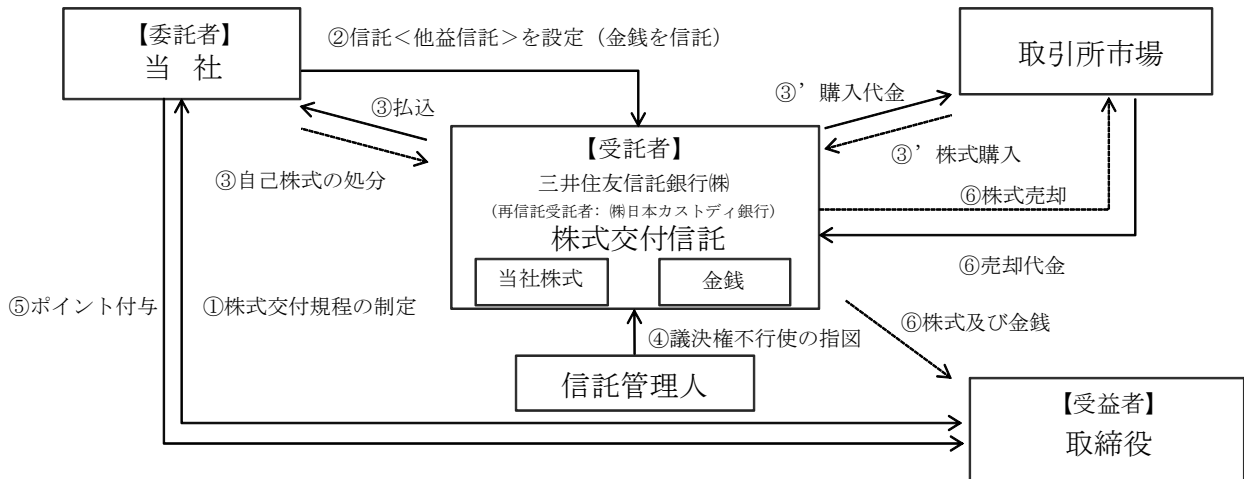 【委託者】
当 社
②信託<他益信託>を設定（金銭を信託）
取引所市場
③払込
③’購入代金
【受託者】
③’株式購入
③自己株式の処分
三井住友信託銀行㈱
(再信託受託者: ㈱日本カストディ銀行)
⑥株式売却
株式交付信託
当社株式
金銭
⑥売却代金
⑤ポイント付与
①株式交付規程の制定
⑥株式及び金銭
④議決権不行使の指図
信託管理人
【受益者】
取締役